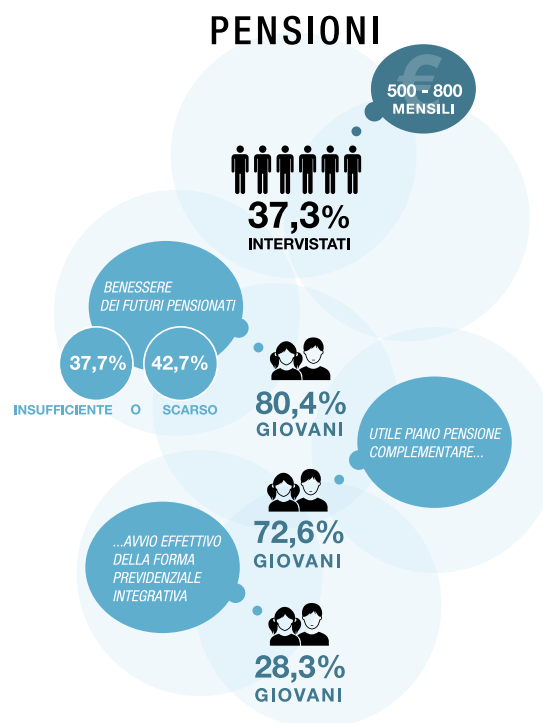 PENSIONI
€
500 - 800
MENSILI
37,3%
INTERVISTATI
BENESSERE
DEI FUTURI PENSIONATI
37,7% 42,7%
INSUFFICIENTE O SCARSO
80,4%
GIOVANI
UTILE PIANO PENSIONE
COMPLEMENTARE...
72,6%
GIOVANI
...AVVIO EFFETTIVO
DELLA FORMA
PREVIDENZIALE
INTEGRATIVA
28,3%
GIOVANI